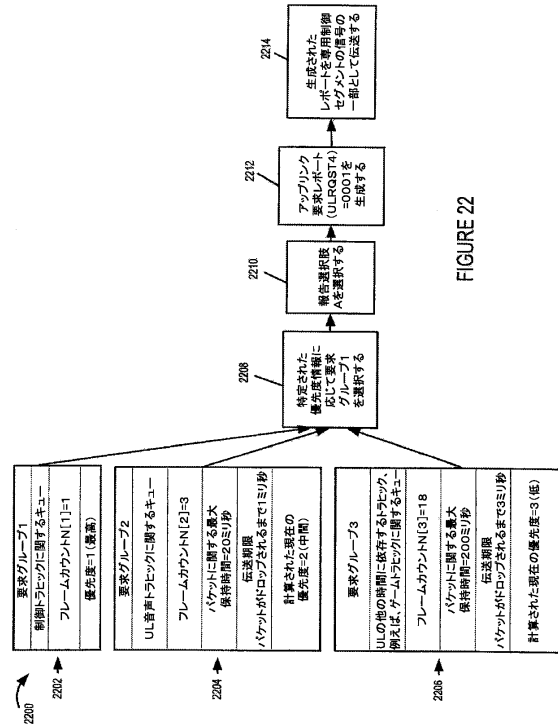 2200
2202
要求グループ1
制御トラヒックに関するキュー
フレームカウントN[1]=1
優先度=1(最高)
2204
要求グループ2
UL音声トラヒックに関するキュー
フレームカウントN[2]=3
パケットに関する最大
保持時間=20ミリ秒
伝送期限
パケットがドロップされるまで1ミリ秒
計算された現在の
優先度=2(中間)
2206
要求グループ3
ULの他の時間に依存するトラヒック、
例えば、ゲームトラヒックに関するキュー
フレームカウントN[3]=18
パケットに関する最大
保持時間=200ミリ秒
伝送期限
パケットがドロップされるまで3ミリ秒
計算された現在の優先度=3(低)
2208
特定された
優先度情報に
応じて要求
グループ1
を選択する
2210
報告選択肢
Aを選択する
2212
アップリンク
要求レポート
(ULRQST4)
=0001を
生成する
2214
生成された
レポートを専用制御
セグメントの信号の
一部として伝送する
FIGURE 22